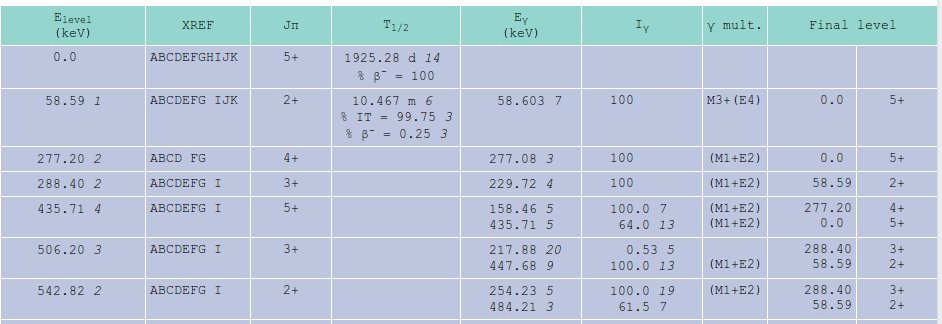 Elevel (keV) XREF Jπ T1/2 Eγ (keV) Iγ γ mult. Final level
0.0 ABCDEFGHIJK 5+ 1925.28 d 14
% β- = 100
58.59 1 ABCDEFG IJK 2+ 10.467 m 6 58.603 7 100 M3+(E4) 0.0 5+
% IT = 99.75 3
% β- = 0.25 3
277.20 2 ABCD FG 4+ 277.08 3 100 (M1+E2) 0.0 5+
288.40 2 ABCDEFG I 3+ 229.72 4 100 (M1+E2) 58.59 2+
435.71 4 ABCDEFG I 5+ 158.46 5 100.0 7 (M1+E2) 277.20 4+
435.71 5 64.0 13 (M1+E2) 0.0 5+
506.20 3 ABCDEFG I 3+ 217.88 20 0.53 5 288.40 3+
447.68 9 100.0 13 (M1+E2) 58.59 2+
542.82 2 ABCDEFG I 2+ 254.23 5 100.0 19 (M1+E2) 288.40 3+
484.21 3 61.5 7 58.59 2+